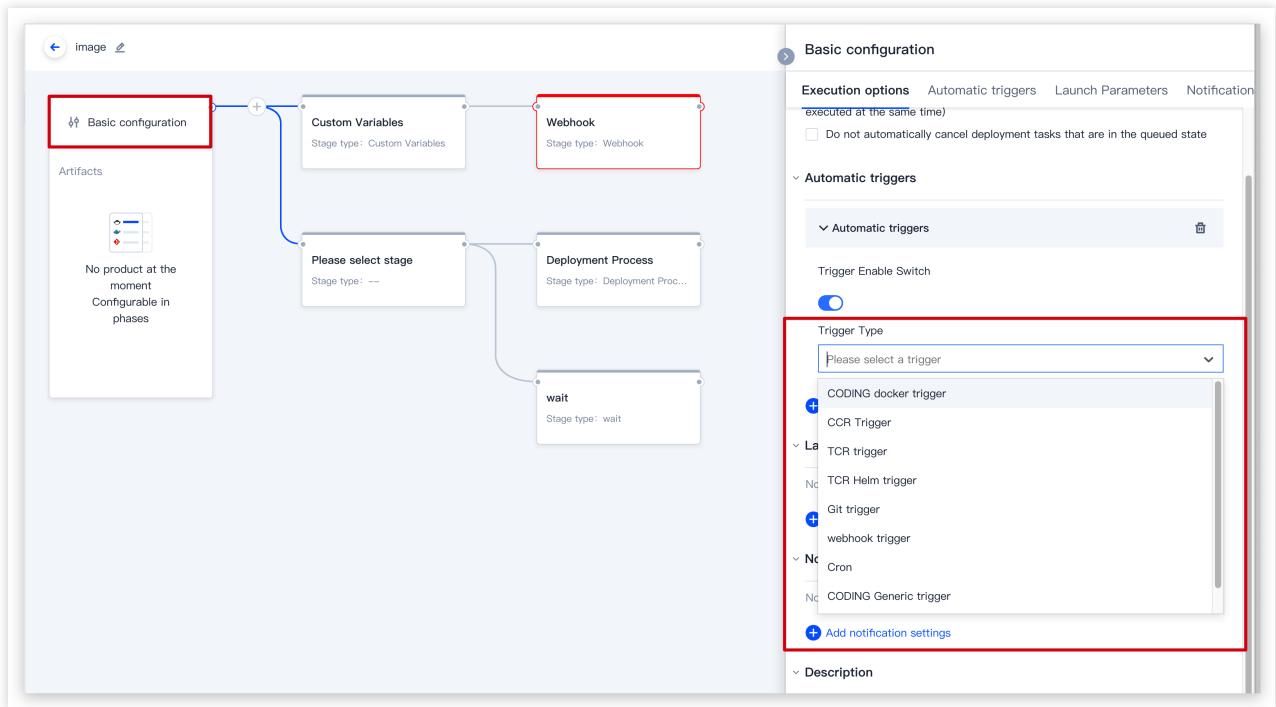 image
Basic configuration
Artifacts
No product at the
moment
Configurable in
phases
Custom Variables
Stage type： Custom Variables
Webhook
Stage type： Webhook
Please select stage
Stage type： --
Deployment Process
Stage type： Deployment Proc...
wait
Stage type： wait
Basic configuration
Execution options Automatic triggers Launch Parameters Notification
executed at the same time)
Do not automatically cancel deployment tasks that are in the queued state
Automatic triggers
Automatic triggers
Trigger Enable Switch
Trigger Type
Please select a trigger
CODING docker trigger
CCR Trigger
TCR trigger
La
TCR Helm trigger
No
Git trigger
webhook trigger
No
Cron
CODING Generic trigger
No
Add notification settings
Description